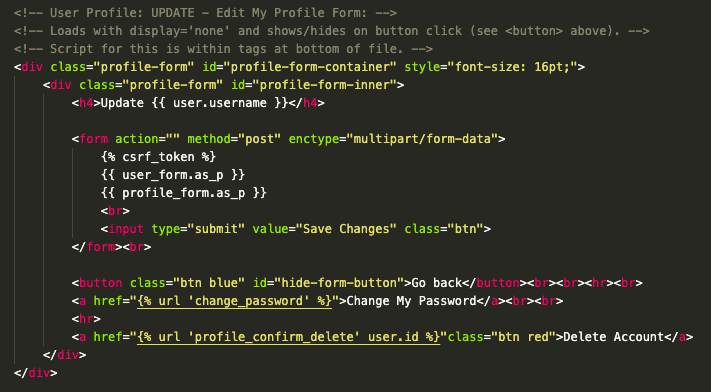 <!-- User Profile: UPDATE - Edit My Profile Form: -->
<!-- Loads with display='none' and shows/hides on button click (see <button> above). -->
<!-- Script for this is within tags at bottom of file. -->
<div class="profile-form" id="profile-form-container" style="font-size: 16pt;">
<div class="profile-form" id="profile-form-inner">
<h4>Update {{ user.username }}</h4>
<form action="" method="post" enctype="multipart/form-data">
{% csrf_token %}
{{ user_form.as_p }}
{{ profile_form.as_p }}
<br>
<input type="submit" value="Save Changes" class="btn">
</form><br>
<button class="btn blue" id="hide-form-button">Go back</button><br><br><hr><br>
<a href="{% url 'change_password' %}">Change My Password</a><br><br>
<hr>
<a href="{% url 'profile_confirm_delete' user.id %}"class="btn red">Delete Account</a>
</div>
</div>